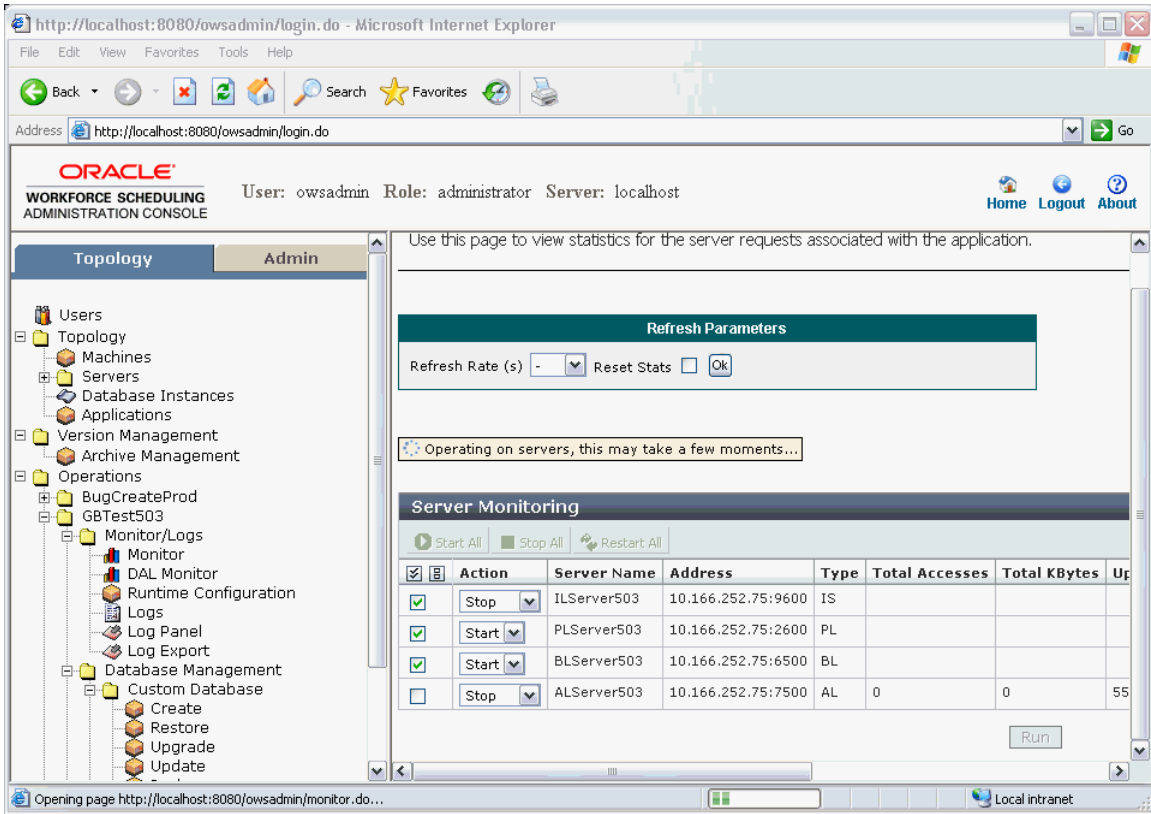 http://localhost:8080/owsadmin/login.do - Microsoft Internet Explorer
File Edit View Favorites Tools Help
Back Search Favorites
Address http://localhost:8080/owsadmin/login.do Go
ORACLE
WORKFORCE SCHEDULING
ADMINISTRATION CONSOLE
User: owsadmin Role: administrator Server: localhost
Home Logout About
Topology Admin
Users
Topology
Machines
Servers
Database Instances
Applications
Version Management
Archive Management
Operations
BugCreateProd
GBTest503
Monitor/Logs
Monitor
DAL Monitor
Runtime Configuration
Logs
Log Panel
Log Export
Database Management
Custom Database
Create
Restore
Upgrade
Update
Use this page to view statistics for the server requests associated with the application.
Refresh Parameters
Refresh Rate (s) - Reset Stats Ok
Operating on servers, this may take a few moments...
Server Monitoring
Start All Stop All Restart All
Action Server Name Address Type Total Accesses Total KBytes Up
Stop ILServer503 10.166.252.75:9600 IS
Start PLServer503 10.166.252.75:2600 PL
Start BLServer503 10.166.252.75:6500 BL
Stop ALServer503 10.166.252.75:7500 AL 0 0 55
Run
Opening page http://localhost:8080/owsadmin/monitor.do... Local intranet